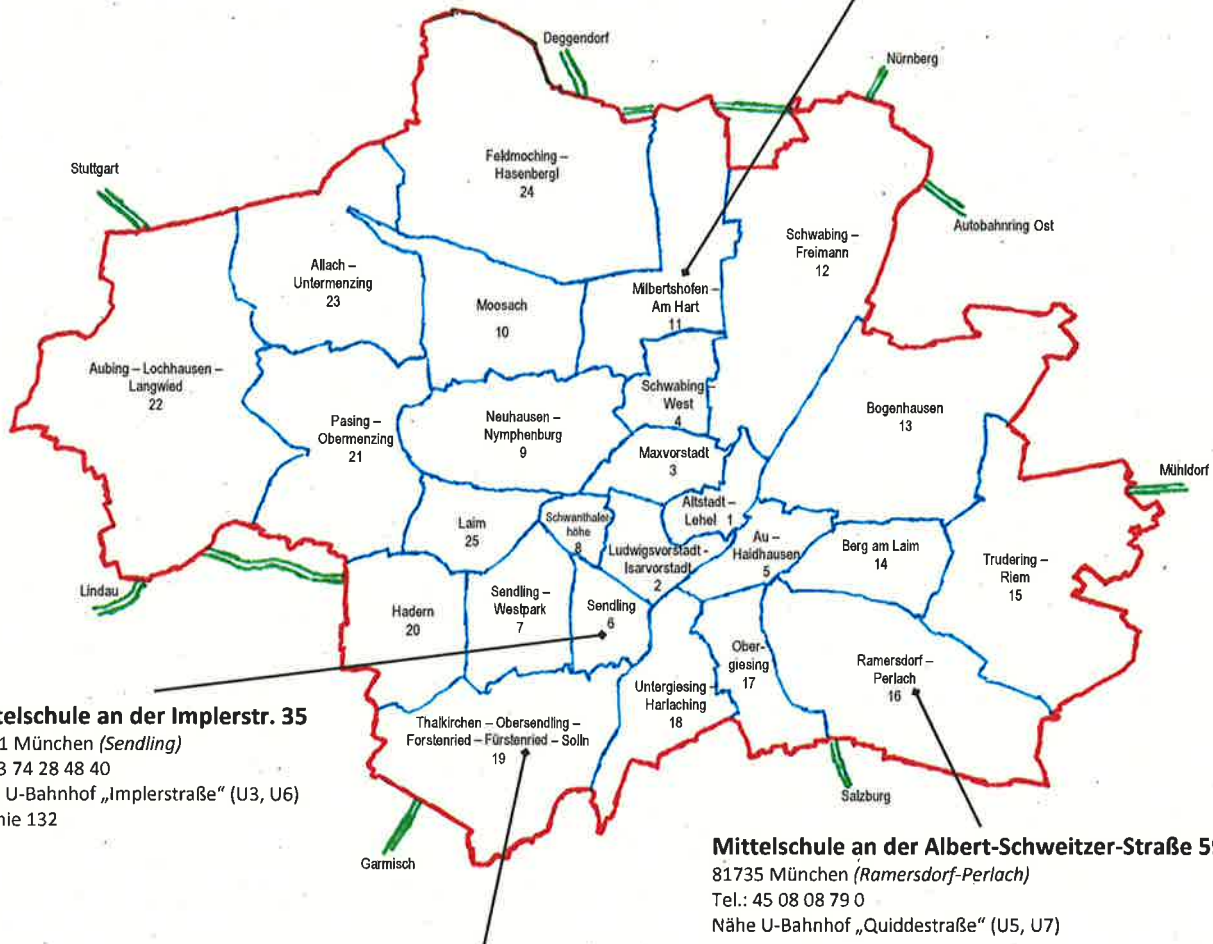 Deggendorf
Nürnberg
Stuttgart
Autobahnring Ost
Feldmoching –
Hasenbergl
24
Schwabing –
Freimann
12
Allach –
Untermenzing
23
Moosach
10
Milbertshofen –
Am Hart
11
Aubing – Lochhausen –
Langwied
22
Pasing –
Obermenzing
21
Neuhausen –
Nymphenburg
9
Schwabing –
West
4
Bogenhausen
13
Maxvorstadt
3
Mühldorf
Altstadt –
Lehel 1
Laim
25
Schwanthaler
höhe
8
Ludwigsvorstadt -
Isarvorstadt
2
Au –
Haidhausen
5
Berg am Laim
14
Trudering –
Riem
15
Lindau
Hadern
20
Sendling –
Westpark
7
Sendling
6
Ober-
giesing
17
Ramersdorf –
Perlach
16
Untergiesing -
Harlaching
18
Thalkirchen – Obersendling –
Forstenried – Fürstenried – Solln
19
Salzburg
Garmisch
telschule an der Implerstr. 35
1 München (Sendling)
3 74 28 48 40
U-Bahnhof „Implerstraße“ (U3, U6)
nie 132
Mittelschule an der Albert-Schweitzer-Straße 5
81735 München (Ramersdorf-Perlach)
Tel.: 45 08 08 79 0
Nähe U-Bahnhof „Quiddestraße“ (U5, U7)